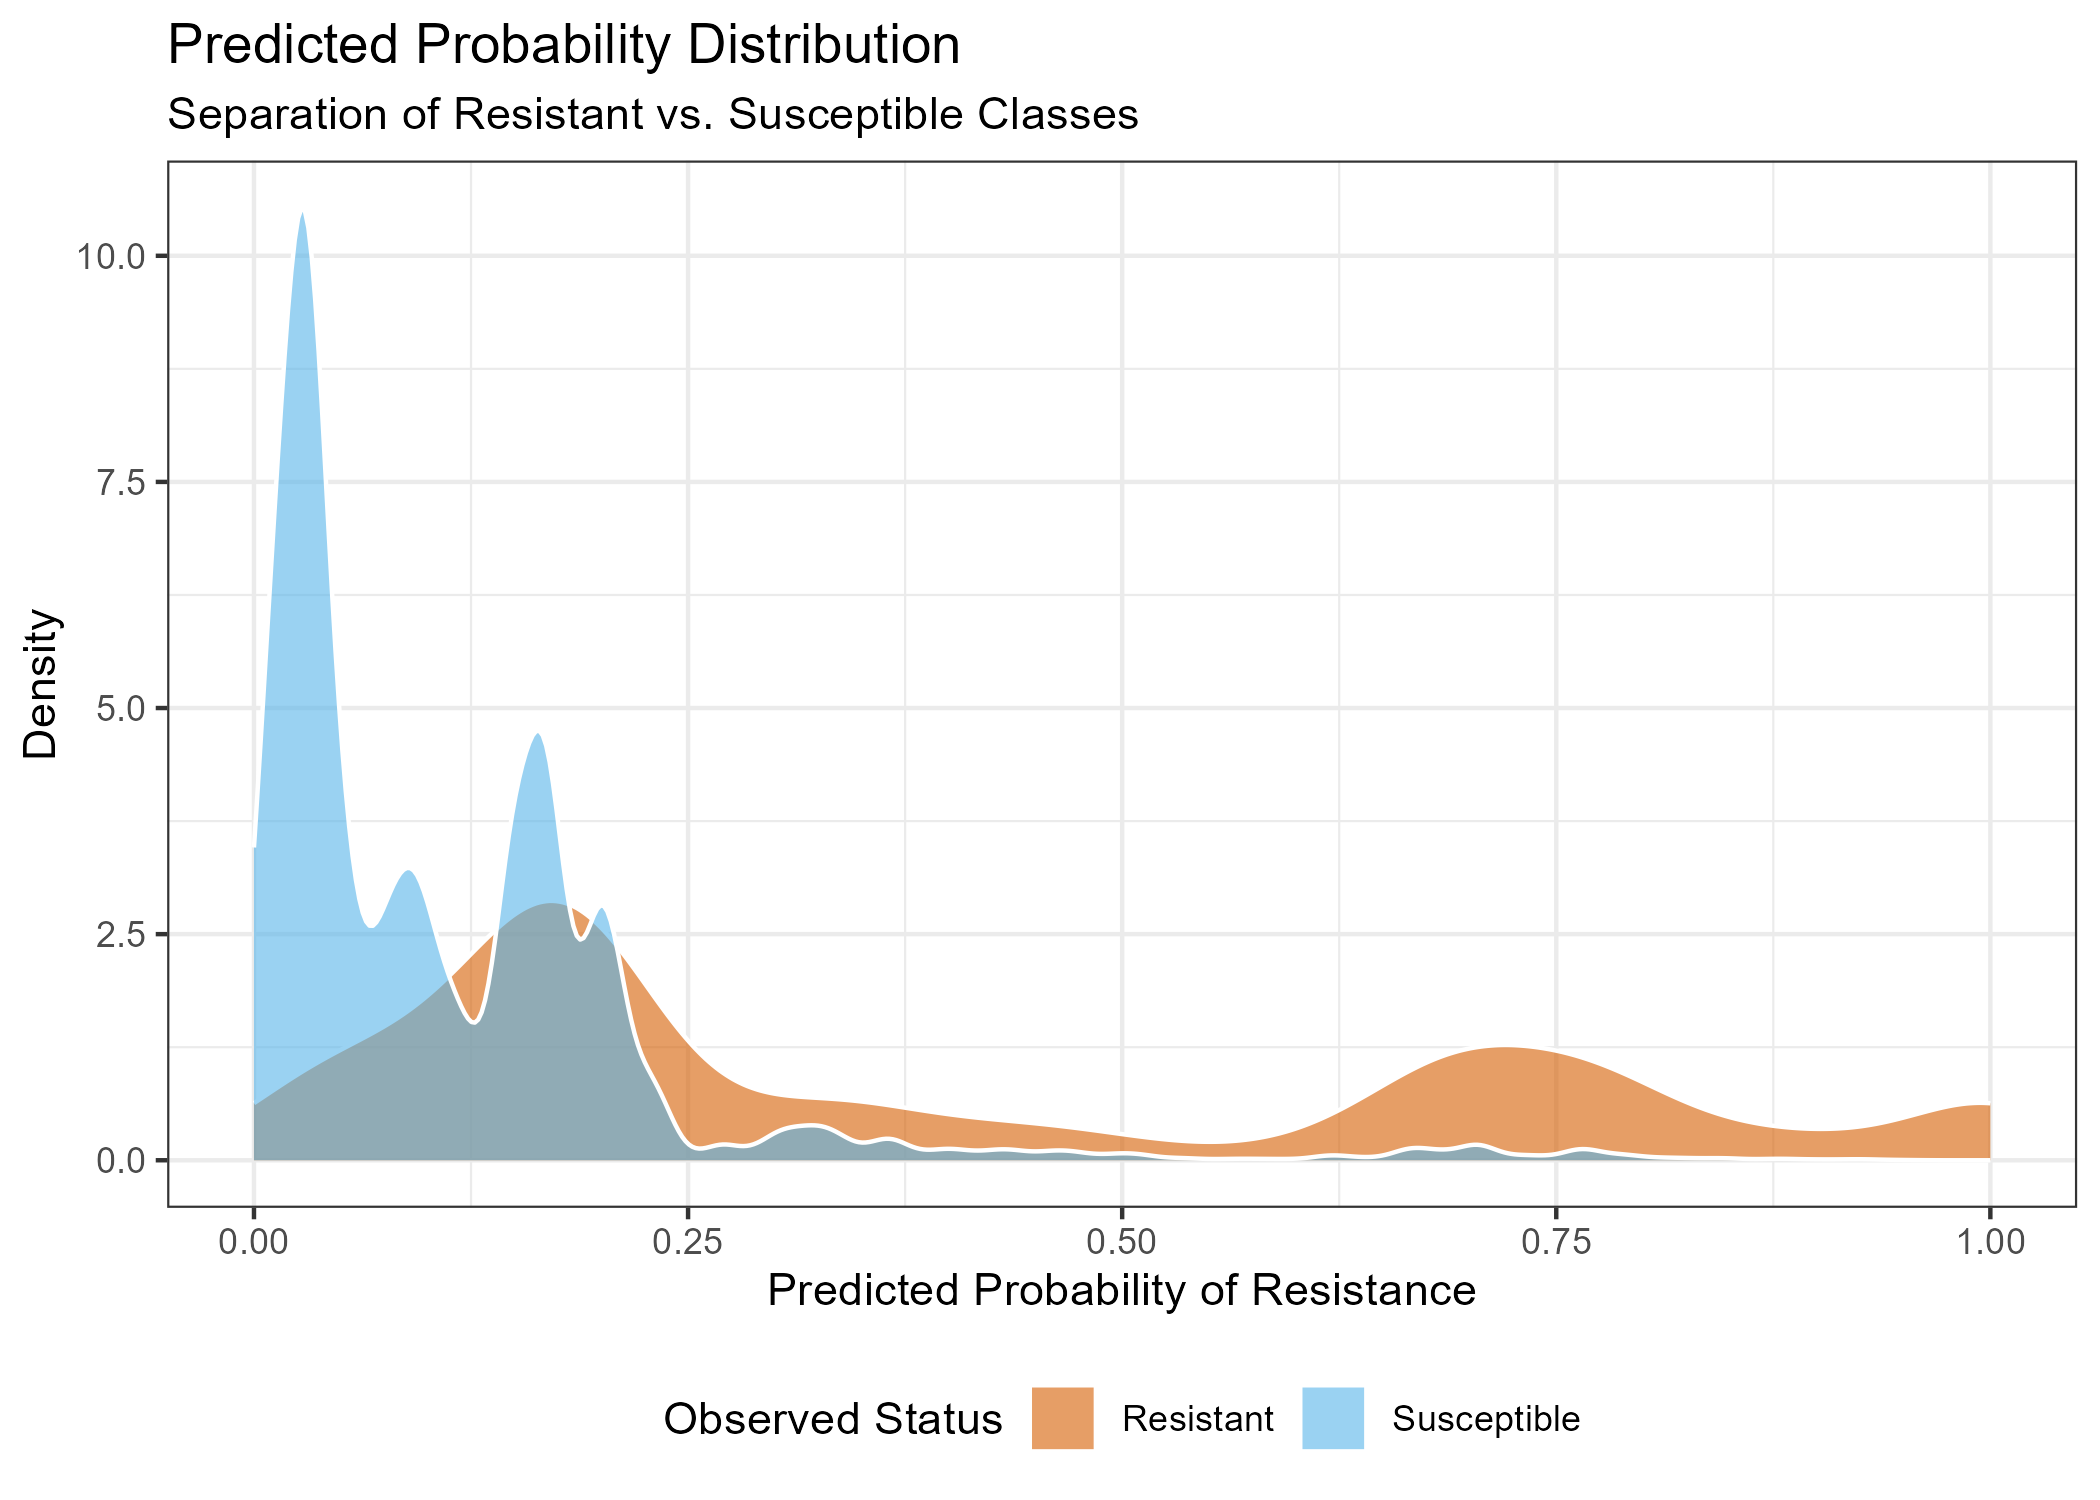 Predicted Probability Distribution
Separation of Resistant vs. Susceptible Classes
10.0
7.5
5.0
2.5
0.0
Density
0.00 0.25 0.50 0.75 1.00
Predicted Probability of Resistance
Observed Status Resistant Susceptible